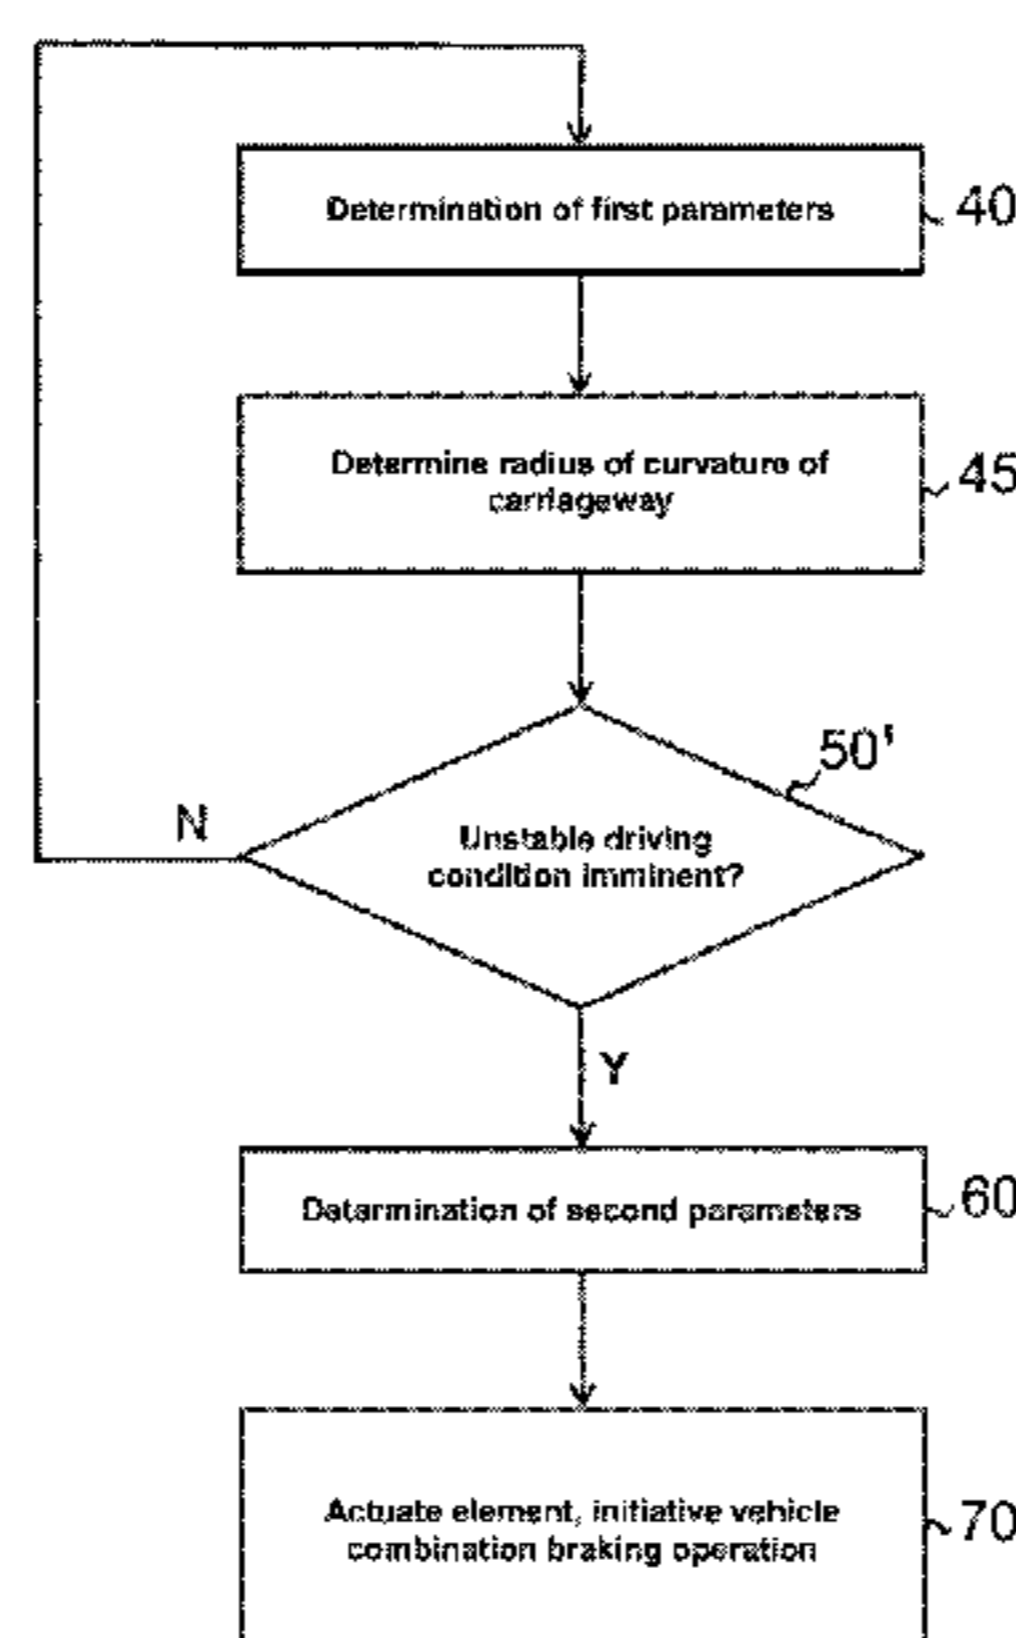 Determination of first parameters
40
Determine radius of curvature of
carriageway
45
50'
N
Unstable driving
condition imminent?
Y
Determination of second parameters
60
Actuate element, initiative vehicle
combination braking operation
70